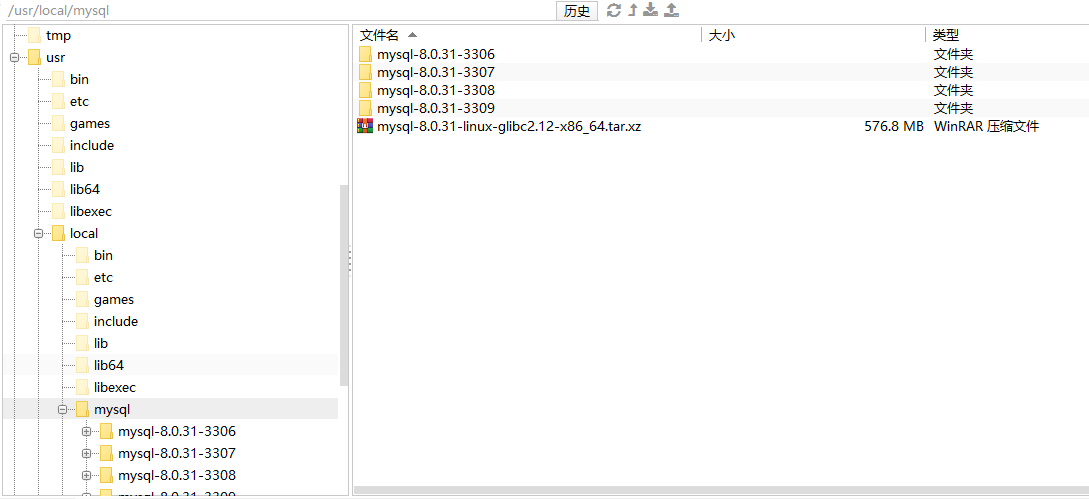 /usr/local/mysql
历史
tmp
usr
bin
etc
games
include
lib
lib64
libexec
local
bin
etc
games
include
lib
lib64
libexec
mysql
mysql-8.0.31-3306
mysql-8.0.31-3307
mysql-8.0.31-3308
mysql-8.0.31-3309
文件名 大小 类型
mysql-8.0.31-3306 文件夹
mysql-8.0.31-3307 文件夹
mysql-8.0.31-3308 文件夹
mysql-8.0.31-3309 文件夹
mysql-8.0.31-linux-glibc2.12-x86_64.tar.xz 576.8 MB WinRAR 压缩文件